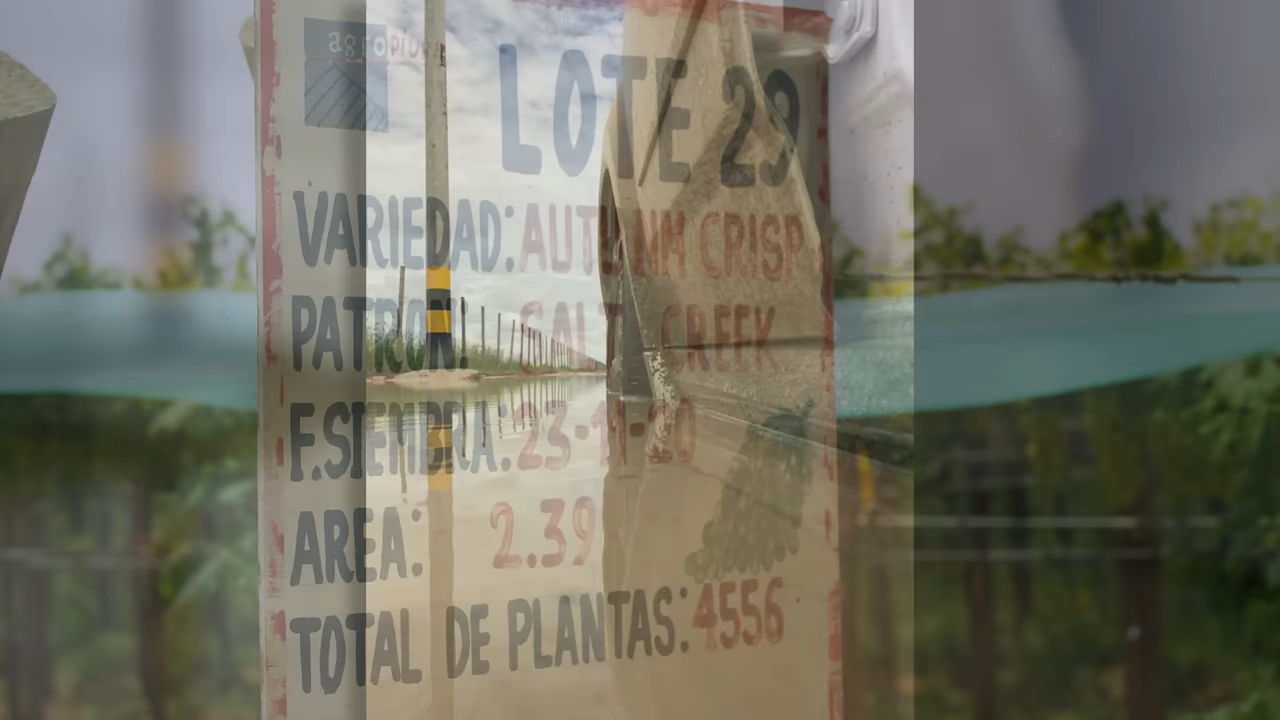 agropiura
LOTE 29
VARIEDAD: AUTUMN CRISP
PATRON: SALT CREEK
F.SIEMBRA: 23-11-20
AREA: 2.39
TOTAL DE PLANTAS: 4556